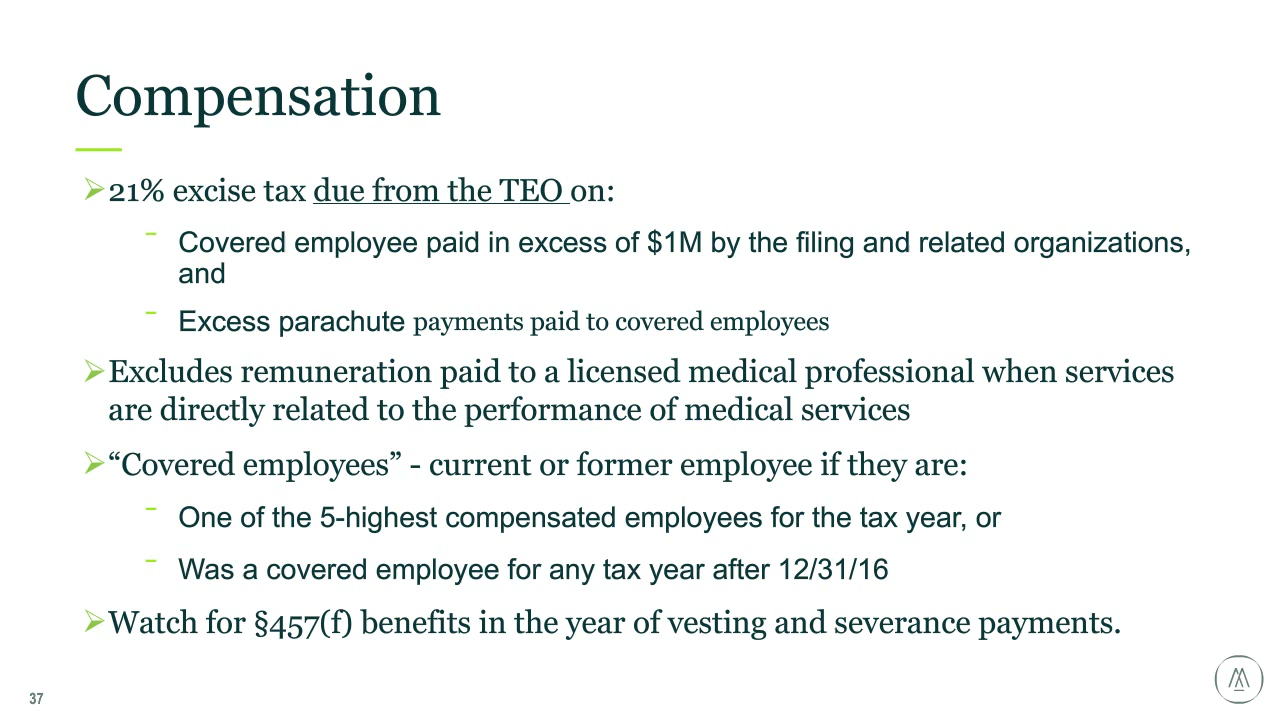 Compensation
➢21% excise tax due from the TEO on:
– Covered employee paid in excess of $1M by the filing and related organizations,
and
– Excess parachute payments paid to covered employees
➢Excludes remuneration paid to a licensed medical professional when services
are directly related to the performance of medical services
➢“Covered employees” - current or former employee if they are:
– One of the 5-highest compensated employees for the tax year, or
– Was a covered employee for any tax year after 12/31/16
➢Watch for §457(f) benefits in the year of vesting and severance payments.
37